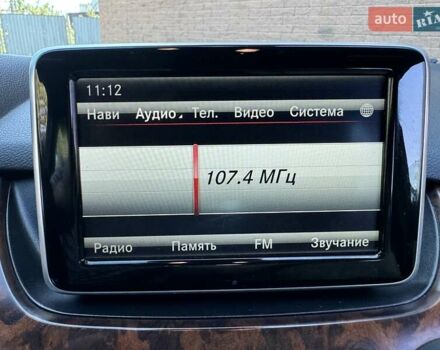 auto RIA
11:12
Нави Аудио Тел. Видео Система
107.4 МГц
Радио Память FM Звучание